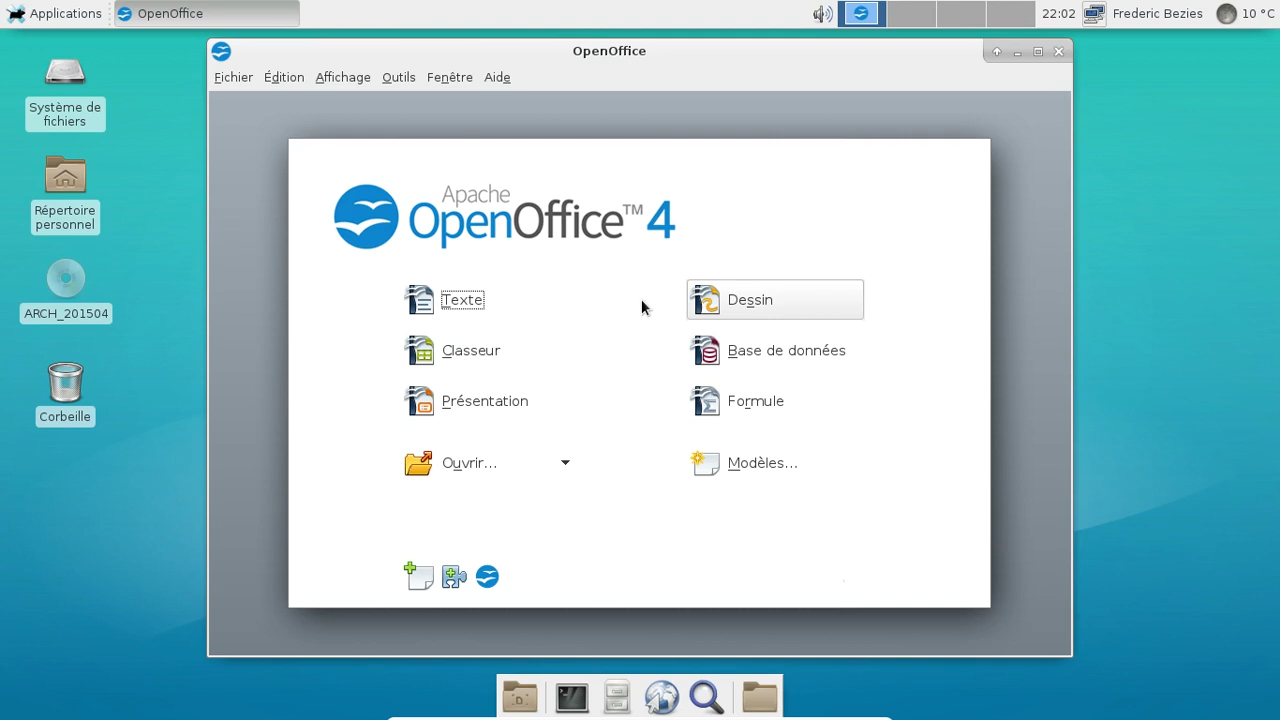 Applications
OpenOffice
22:02
Frederic Bezies
10 °C
OpenOffice
Fichier Édition Affichage Outils Fenêtre Aide
Système de
fichiers
Répertoire
personnel
ARCH_201504
Corbeille
Apache
OpenOffice™ 4
Texte
Dessin
Classeur
Base de données
Présentation
Formule
Ouvrir...
Modèles...